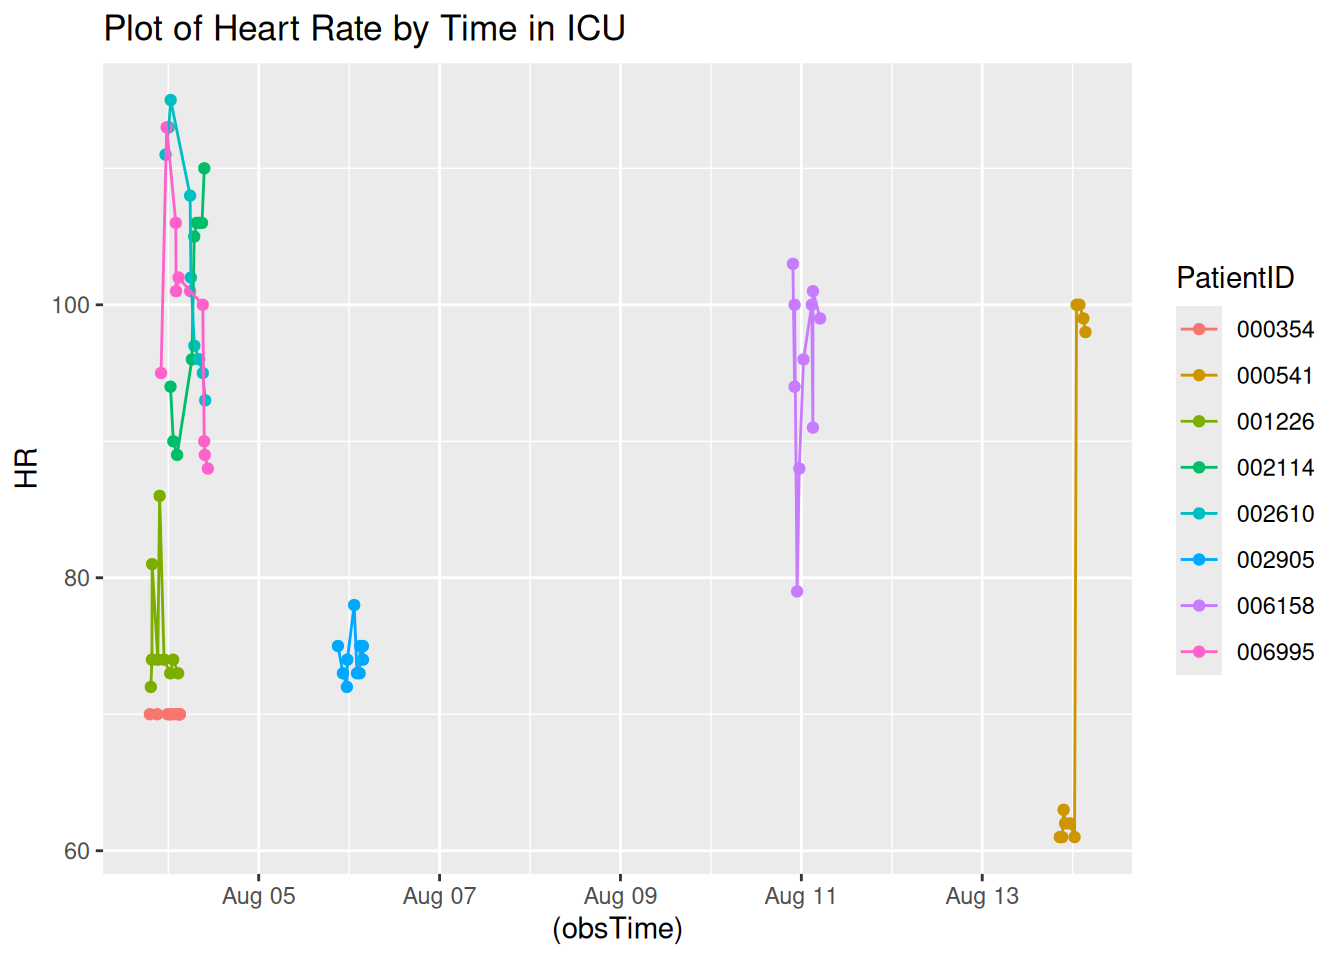 Plot of Heart Rate by Time in ICU
HR
100
80
60
Aug 05 Aug 07 Aug 09 Aug 11 Aug 13
(obsTime)
PatientID
000354
000541
001226
002114
002610
002905
006158
006995